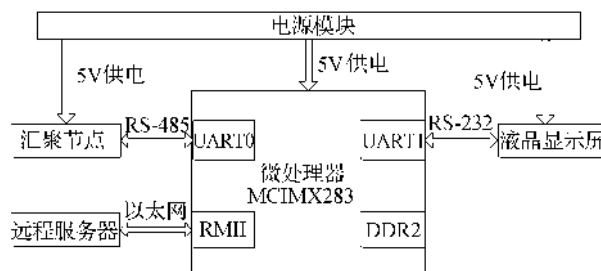 电源模块
5V供电
5V供电
5V供电
汇聚节点
RS-485
UART0
UART1
RS-232
液晶显示屏
微处理器
MCIMX283
远程服务器
以太网
RMII
DDR2